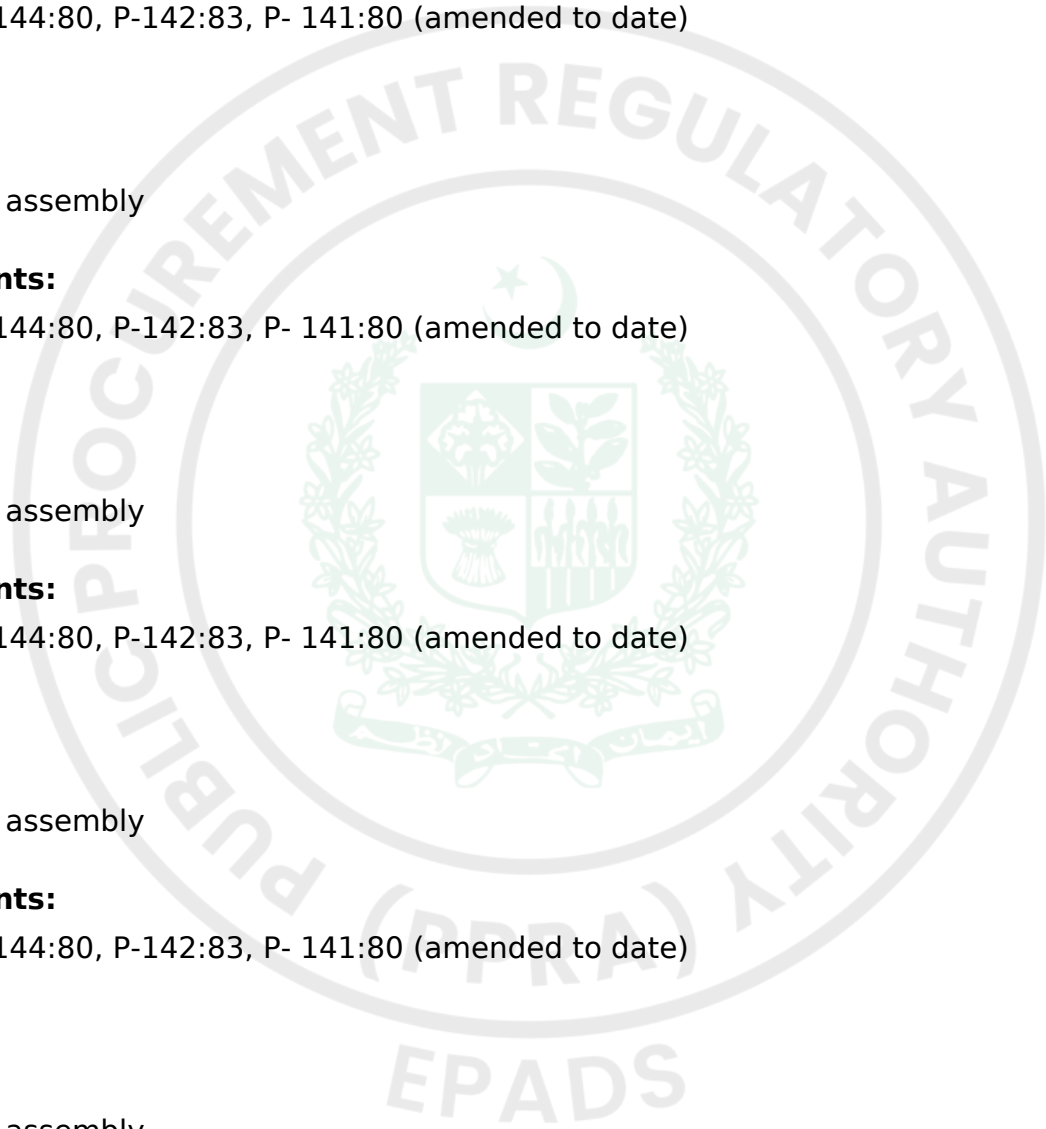 144:80, P-142:83, P- 141:80 (amended to date)
assembly
nts:
144:80, P-142:83, P- 141:80 (amended to date)
assembly
nts:
144:80, P-142:83, P- 141:80 (amended to date)
assembly
nts:
144:80, P-142:83, P- 141:80 (amended to date)
assembly
PUBLIC PROCUREMENT REGULATORY AUTHORITY
(PPRA)
EPADS